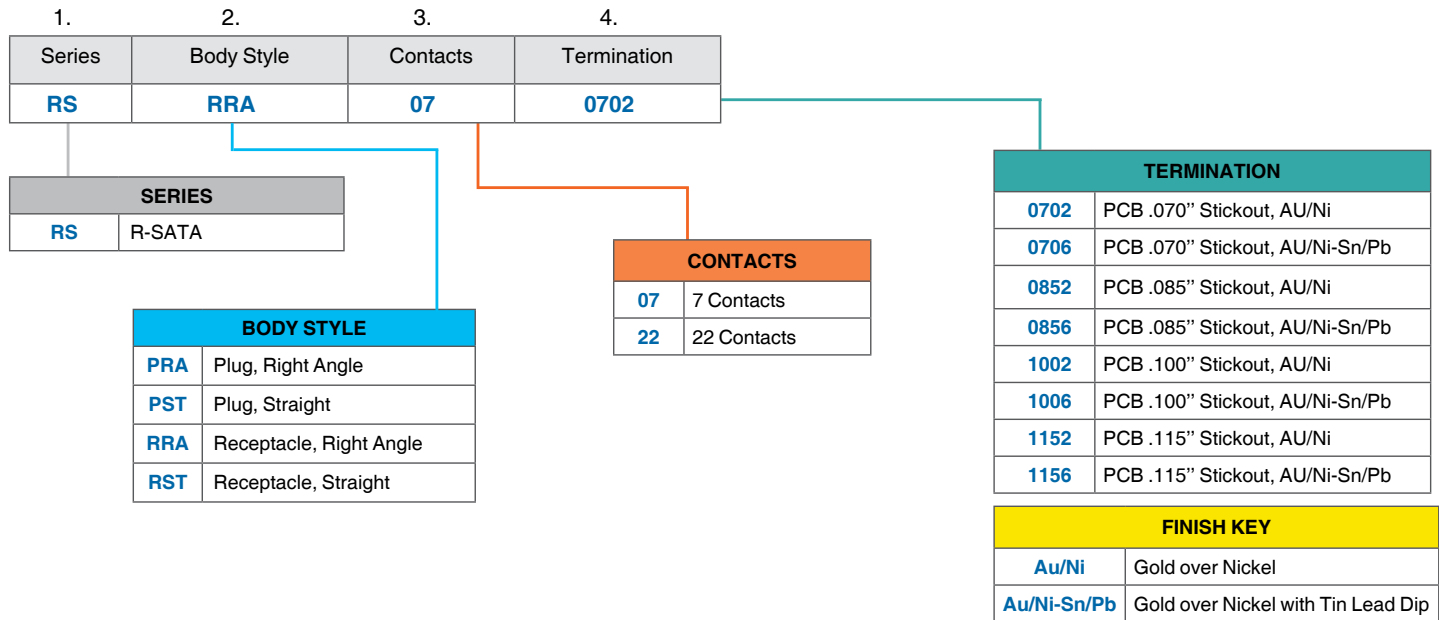 1. 2. 3. 4.
Series Body Style Contacts Termination
RS RRA 07 0702
SERIES
RS R-SATA
BODY STYLE
PRA Plug, Right Angle
PST Plug, Straight
RRA Receptacle, Right Angle
RST Receptacle, Straight
CONTACTS
07 7 Contacts
22 22 Contacts
TERMINATION
0702 PCB .070’’ Stickout, AU/Ni
0706 PCB .070’’ Stickout, AU/Ni-Sn/Pb
0852 PCB .085’’ Stickout, AU/Ni
0856 PCB .085’’ Stickout, AU/Ni-Sn/Pb
1002 PCB .100’’ Stickout, AU/Ni
1006 PCB .100’’ Stickout, AU/Ni-Sn/Pb
1152 PCB .115’’ Stickout, AU/Ni
1156 PCB .115’’ Stickout, AU/Ni-Sn/Pb
FINISH KEY
Au/Ni Gold over Nickel
Au/Ni-Sn/Pb Gold over Nickel with Tin Lead Dip